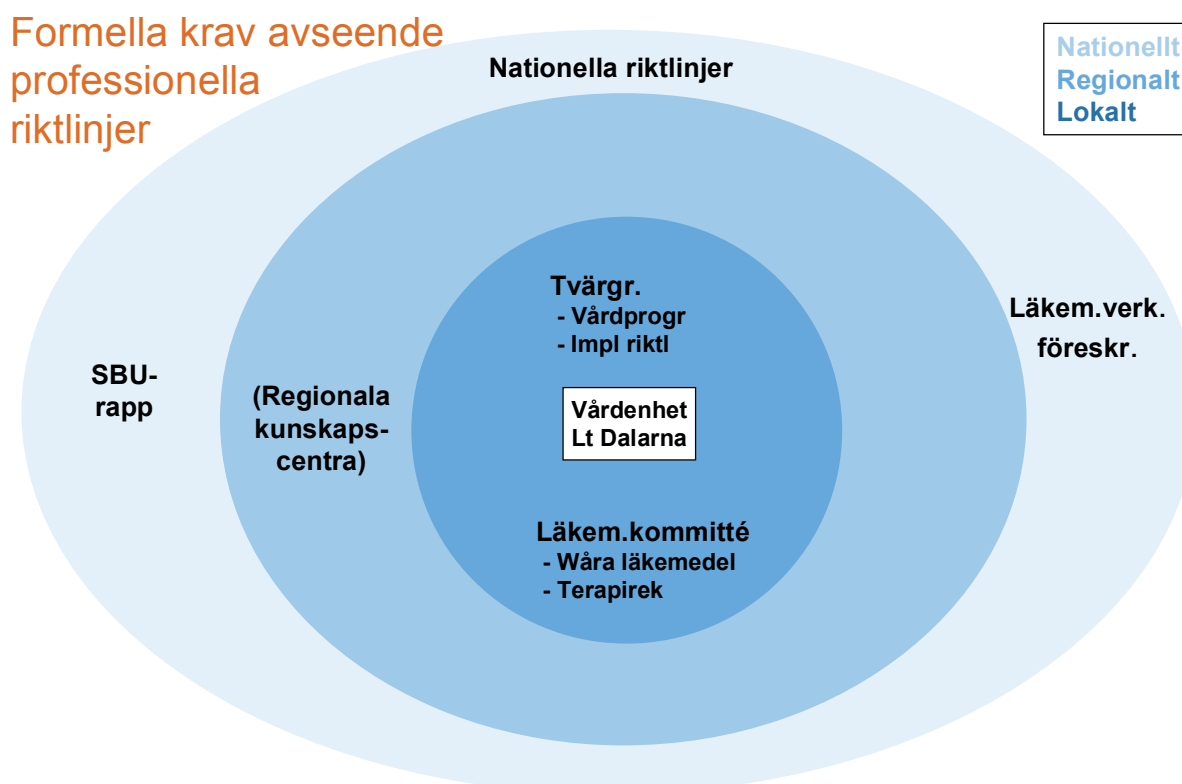 Formella krav avseende
professionella
riktlinjer
Nationella riktlinjer
Nationellt
Regionalt
Lokalt
Tvärgr.
- Vårdprogr
- Impl riktl
Läkem.verk.
föreskr.
SBU-
rapp
(Regionala
kunskaps-
centra)
Vårdenhet
Lt Dalarna
Läkem.kommitté
- Wåra läkemedel
- Terapirek